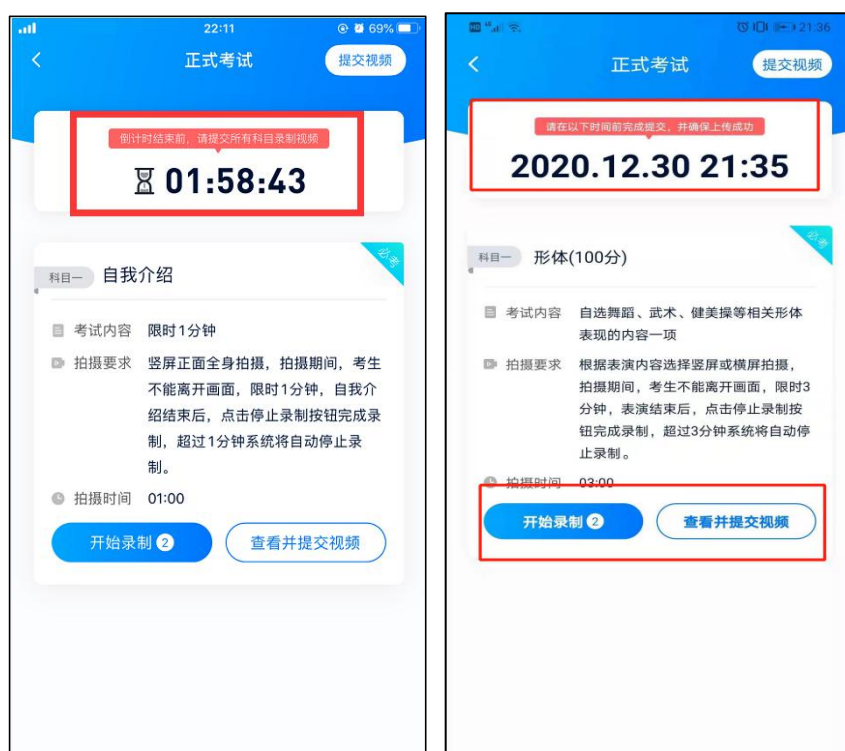 22:11
69%
正式考试
提交视频
倒计时结束前，请提交所有科目录制视频
01:58:43
必考
科目一
自我介绍
考试内容
限时1分钟
拍摄要求
竖屏正面全身拍摄，拍摄期间，考生
不能离开画面，限时1分钟，自我介
绍结束后，点击停止录制按钮完成录
制，超过1分钟系统将自动停止录
制。
拍摄时间
01:00
开始录制 2
查看并提交视频
HD
21:36
正式考试
提交视频
请在以下时间前完成提交，并确保上传成功
2020.12.30 21:35
必考
科目一
形体(100分)
考试内容
自选舞蹈、武术、健美操等相关形体
表现的内容一项
拍摄要求
根据表演内容选择竖屏或横屏拍摄，
拍摄期间，考生不能离开画面，限时3
分钟，表演结束后，点击停止录制按
钮完成录制，超过3分钟系统将自动停
止录制。
拍摄时间
03:00
开始录制 2
查看并提交视频